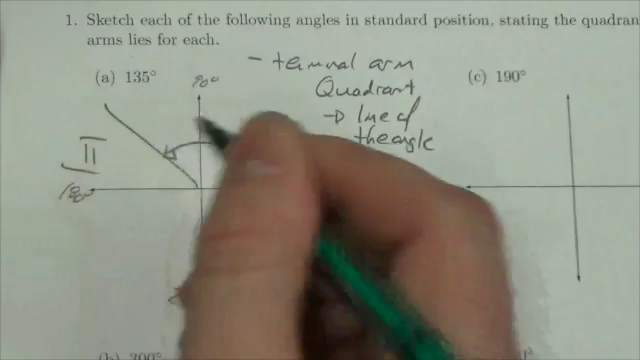 1. Sketch each of the following angles in standard position, stating the quadran
arms lies for each.
- terminal arm
(a) 135°
90°
Quadrant
(c) 190°
→ line of
the angle
II
180°
(b) 300°